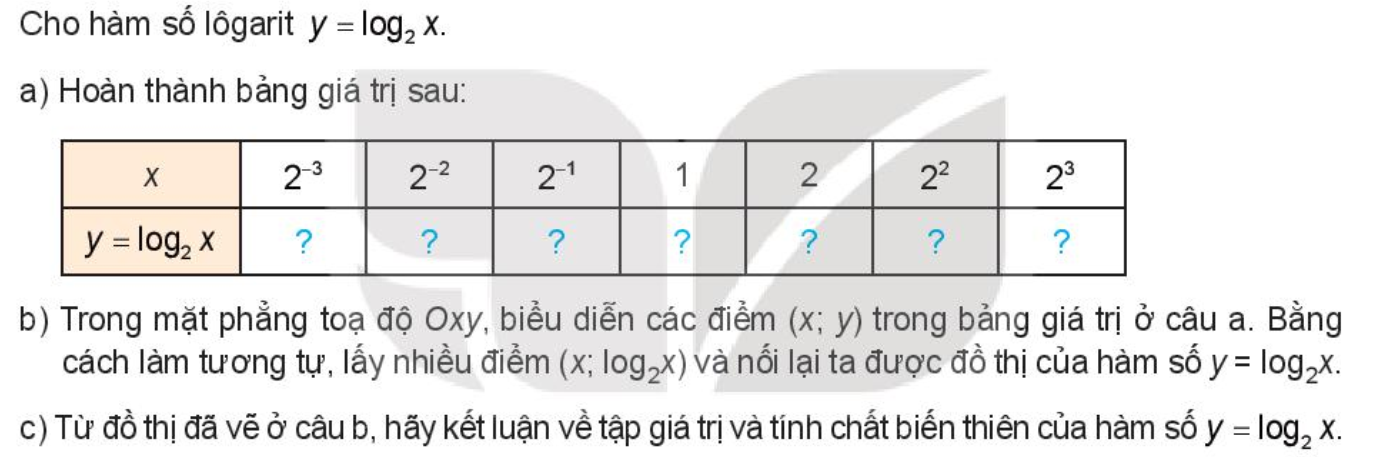 Cho hàm số lôgarit y = log₂ x.
a) Hoàn thành bảng giá trị sau:
x 2⁻³ 2⁻² 2⁻¹ 1 2 2² 2³
y = log₂ x ? ? ? ? ? ? ?
b) Trong mặt phẳng toạ độ Oxy, biểu diễn các điểm (x; y) trong bảng giá trị ở câu a. Bằng
cách làm tương tự, lấy nhiều điểm (x; log₂x) và nối lại ta được đồ thị của hàm số y = log₂x.
c) Từ đồ thị đã vẽ ở câu b, hãy kết luận về tập giá trị và tính chất biến thiên của hàm số y = log₂ x.